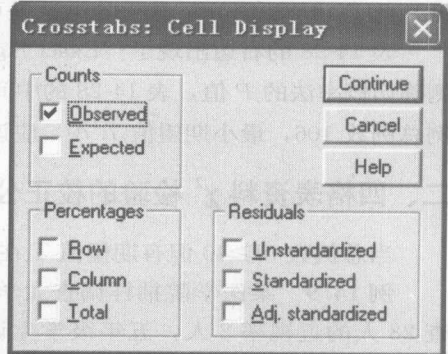 Crosstabs: Cell Display
Counts
Observed
Expected
Continue
Cancel
Help
Percentages
Row
Column
Total
Residuals
Unstandardized
Standardized
Adj. standardized